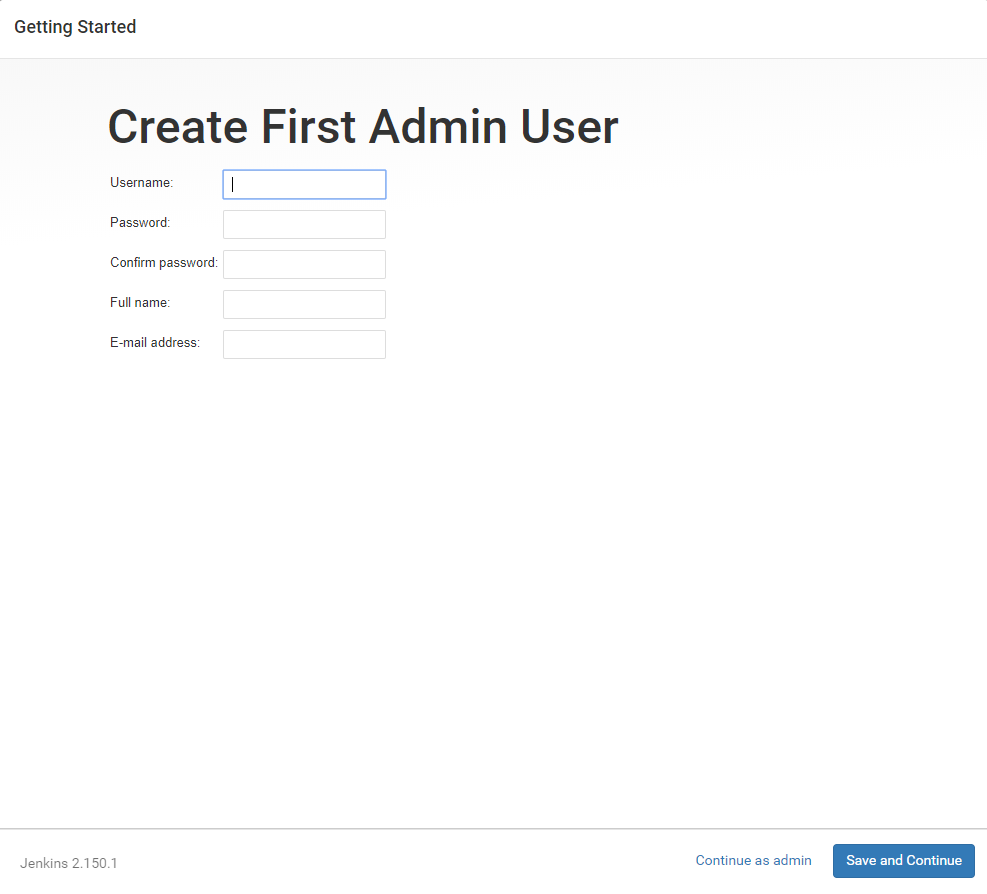 Getting Started
Create First Admin User
Username:
Password:
Confirm password:
Full name:
E-mail address:
Jenkins 2.150.1
Continue as admin
Save and Continue